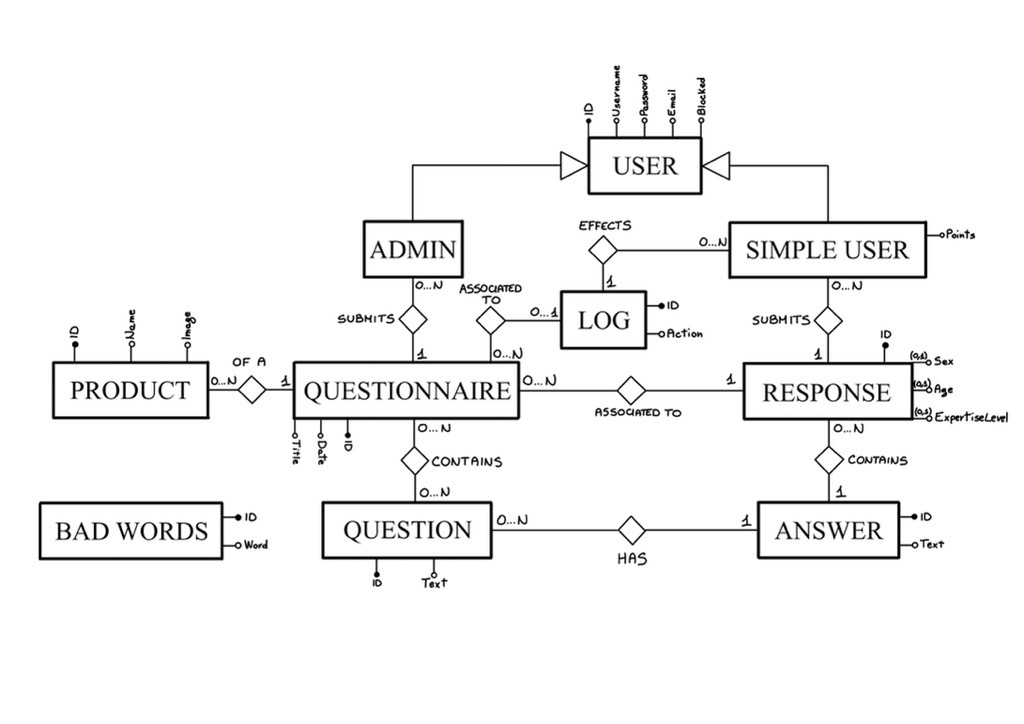 ID
Username
Password
Email
Blocked
USER
ADMIN
EFFECTS
0...N
SIMPLE USER
Points
0...N
ASSOCIATED
TO
1
0...N
SUBMITS
0...1
LOG
ID
Action
SUBMITS
ID
Name
Image
1
0...N
1
ID
OF A
PRODUCT
0...N
1
QUESTIONNAIRE
0...N
ASSOCIATED TO
1
RESPONSE
(0,1)
Sex
(0,1)
Age
(0,1)
ExpertiseLevel
Title
Date
ID
0...N
CONTAINS
0...N
0...N
CONTAINS
1
BAD WORDS
ID
Word
QUESTION
0...N
HAS
1
ANSWER
ID
Text
ID
Text